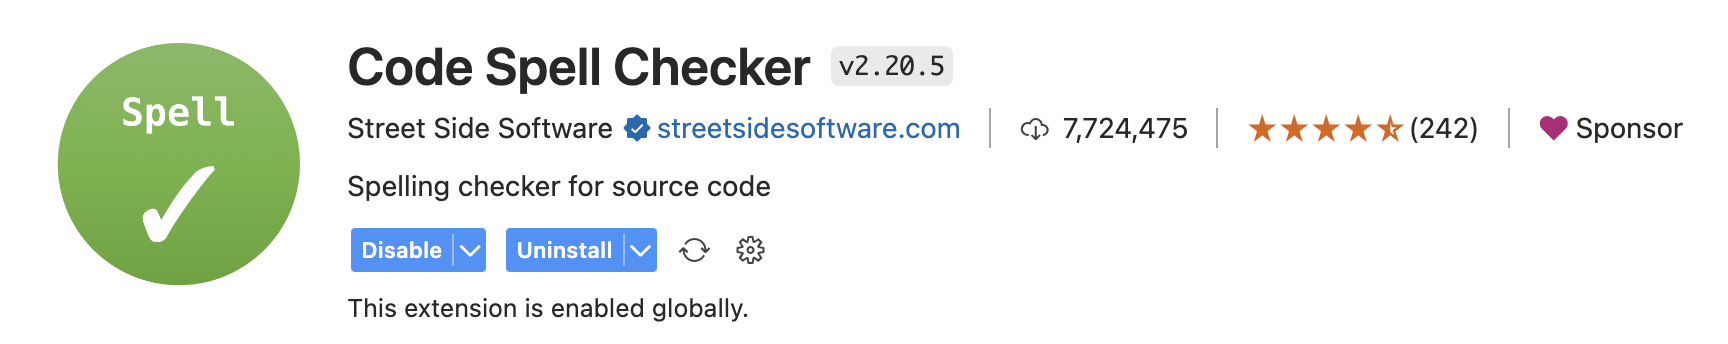 Spell
Code Spell Checker v2.20.5
Street Side Software streetsidesoftware.com 7,724,475 (242) Sponsor
Spelling checker for source code
Disable Uninstall
This extension is enabled globally.